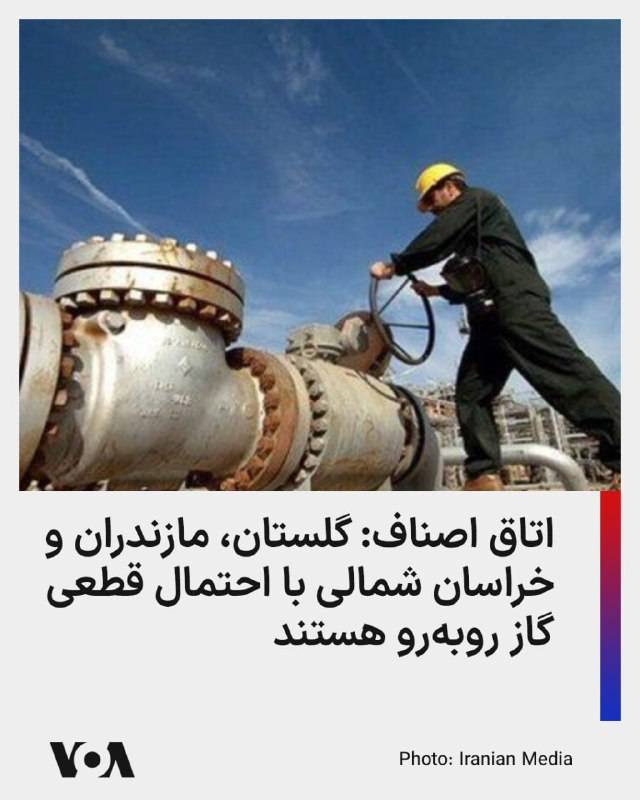 اتاق اصناف: گلستان، مازندران و
خراسان شمالی با احتمال قطعی
گاز روبه‌رو هستند
VOA
Photo: Iranian Media